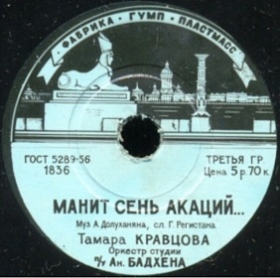 ФАБРИКА · ГУМП · ПЛАСТМАСС
ГОСТ 5289-56 ТРЕТЬЯ ГР.
1836 Цена 5 р. 70 к
МАНИТ СЕНЬ АКАЦИЙ...
Муз А. Долуханяна, сл. Г. Регистана
Тамара КРАВЦОВА
Оркестр студии
п/у Ан. БАДХЕНА